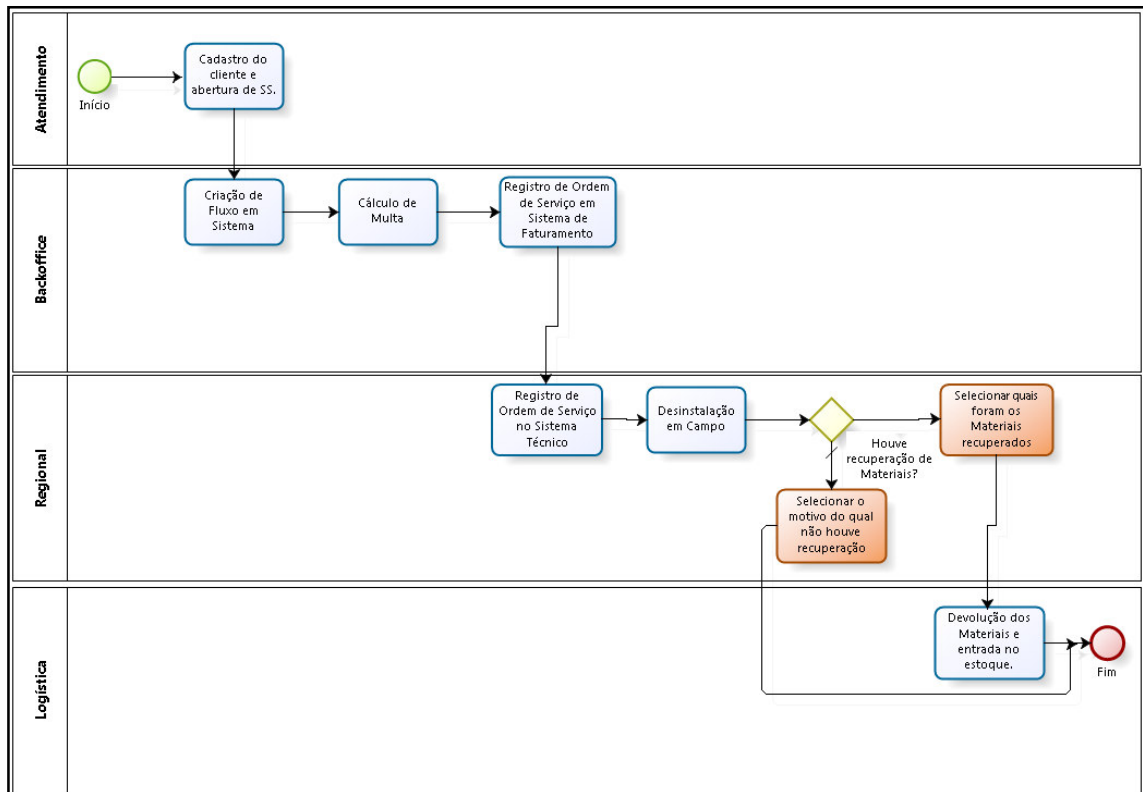 Atendimento
Início
Cadastro do
cliente e
abertura de SS.
Backoffice
Criação de
Fluxo em
Sistema
Cálculo de
Multa
Registro de Ordem
de Serviço em
Sistema de
Faturamento
Regional
Registro de
Ordem de Serviço
no Sistema
Técnico
Desinstalação
em Campo
Houve
recuperação de
Materiais?
Selecionar quais
foram os
Materiais
recuperados
Selecionar o
motivo do qual
não houve
recuperação
Logística
Devolução dos
Materiais e
entrada no
estoque.
Fim